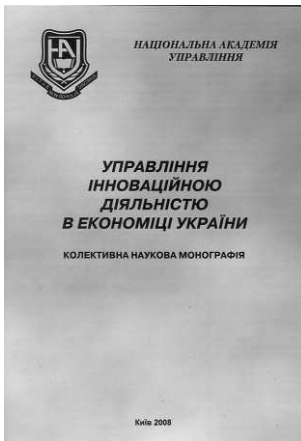 НАЦІОНАЛЬНА АКАДЕМІЯ
УПРАВЛІННЯ
УПРАВЛІННЯ
ІННОВАЦІЙНОЮ
ДІЯЛЬНІСТЮ
В ЕКОНОМІЦІ УКРАЇНИ
КОЛЕКТИВНА НАУКОВА МОНОГРАФІЯ
Київ 2008